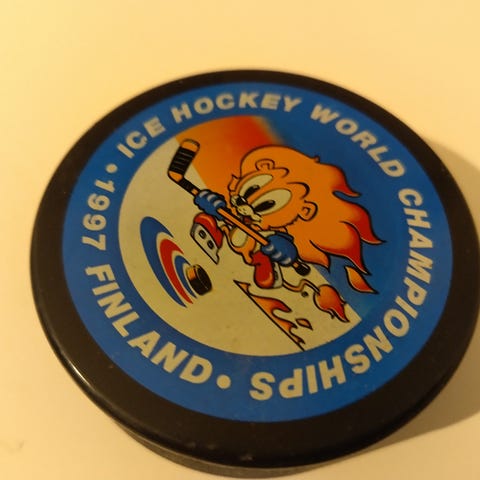 • ICE HOCKEY WORLD CHAMPIONSHIPS
• 1997 FINLAND